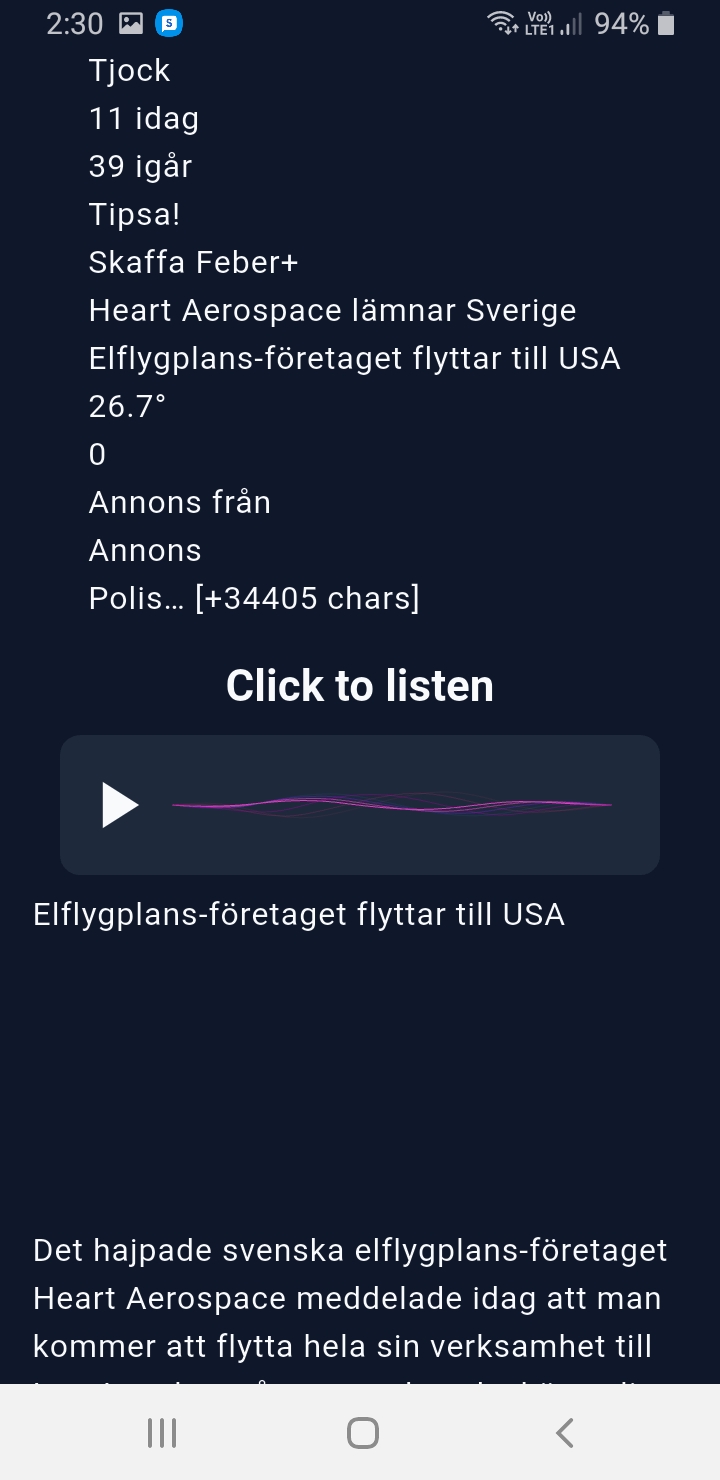 2:30 S Vo)) LTE1 94%
Tjock
11 idag
39 igår
Tipsa!
Skaffa Feber+
Heart Aerospace lämnar Sverige
Elflygplans-företaget flyttar till USA
26.7°
0
Annons från
Annons
Polis… [+34405 chars]
Click to listen
Elflygplans-företaget flyttar till USA
Det hajpade svenska elflygplans-företaget
Heart Aerospace meddelade idag att man
kommer att flytta hela sin verksamhet till